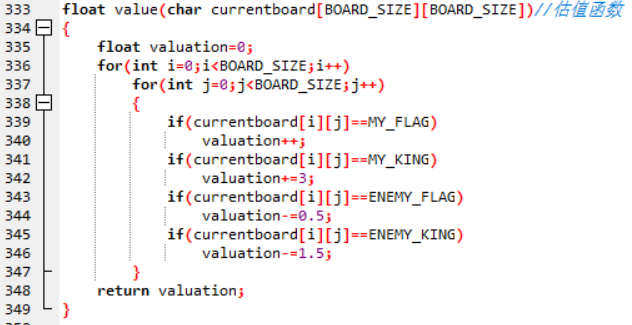 333 float value(char currentboard[BOARD_SIZE][BOARD_SIZE])//估值函数
334 {
335 float valuation=0;
336 for(int i=0;i<BOARD_SIZE;i++)
337 for(int j=0;j<BOARD_SIZE;j++)
338 {
339 if(currentboard[i][j]==MY_FLAG)
340 valuation++;
341 if(currentboard[i][j]==MY_KING)
342 valuation+=3;
343 if(currentboard[i][j]==ENEMY_FLAG)
344 valuation-=0.5;
345 if(currentboard[i][j]==ENEMY_KING)
346 valuation-=1.5;
347 }
348 return valuation;
349 }